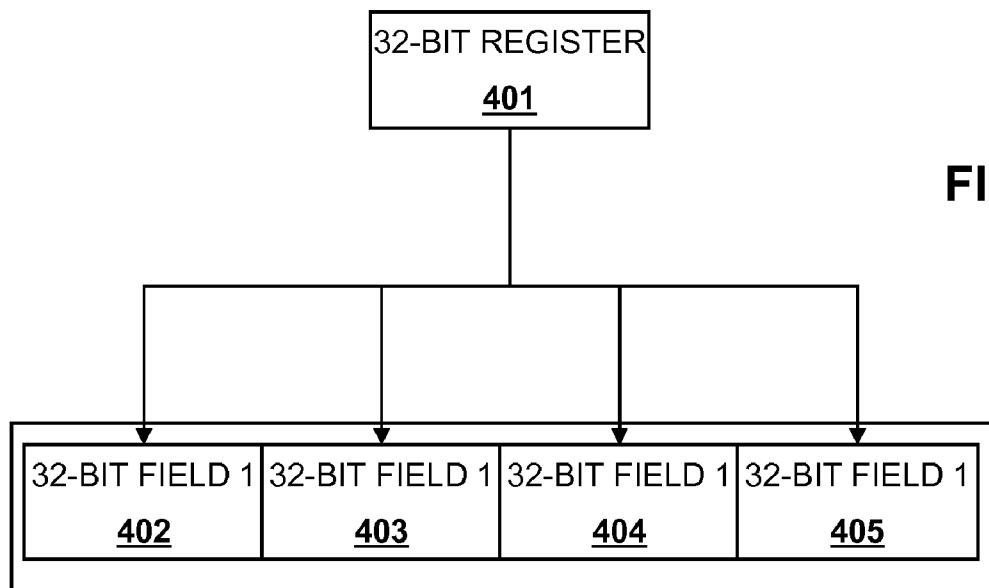 32-BIT REGISTER
401
FI
32-BIT FIELD 1 32-BIT FIELD 1 32-BIT FIELD 1 32-BIT FIELD 1
402 403 404 405